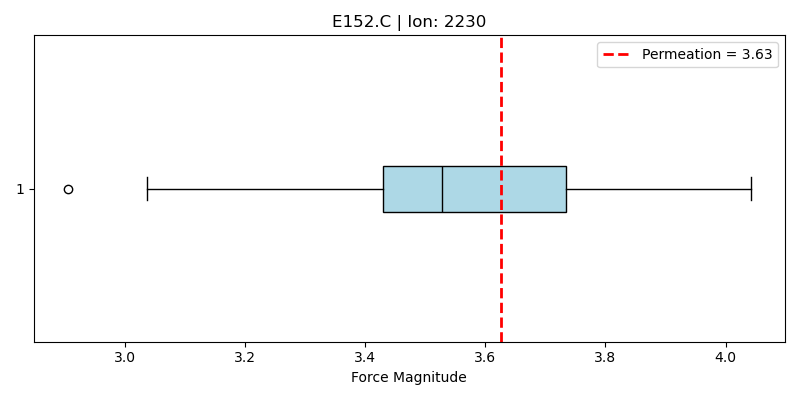 E152.C | Ion: 2230
Permeation = 3.63
1
3.0 3.2 3.4 3.6 3.8 4.0
Force Magnitude